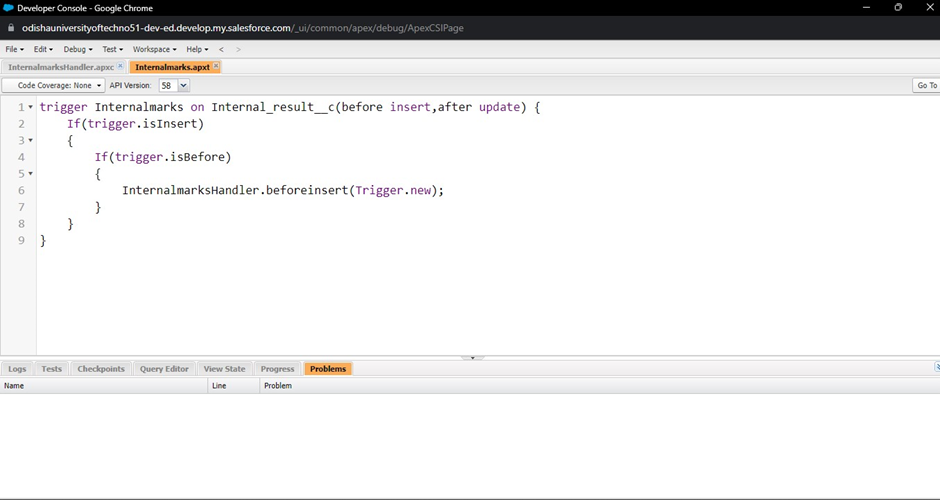 Developer Console - Google Chrome
odishauniversityoftechno51-dev-ed.develop.my.salesforce.com/_ui/common/apex/debug/ApexCSIPage
File Edit Debug Test Workspace Help < >
InternalmarksHandler.apxc Internalmarks.apxt
Code Coverage: None API Version: 58 Go To
1 trigger Internalmarks on Internal_result__c(before insert,after update) {
2 If(trigger.isInsert)
3 {
4 If(trigger.isBefore)
5 {
6 InternalmarksHandler.beforeinsert(Trigger.new);
7 }
8 }
9 }
Logs Tests Checkpoints Query Editor View State Progress Problems
Name Line Problem